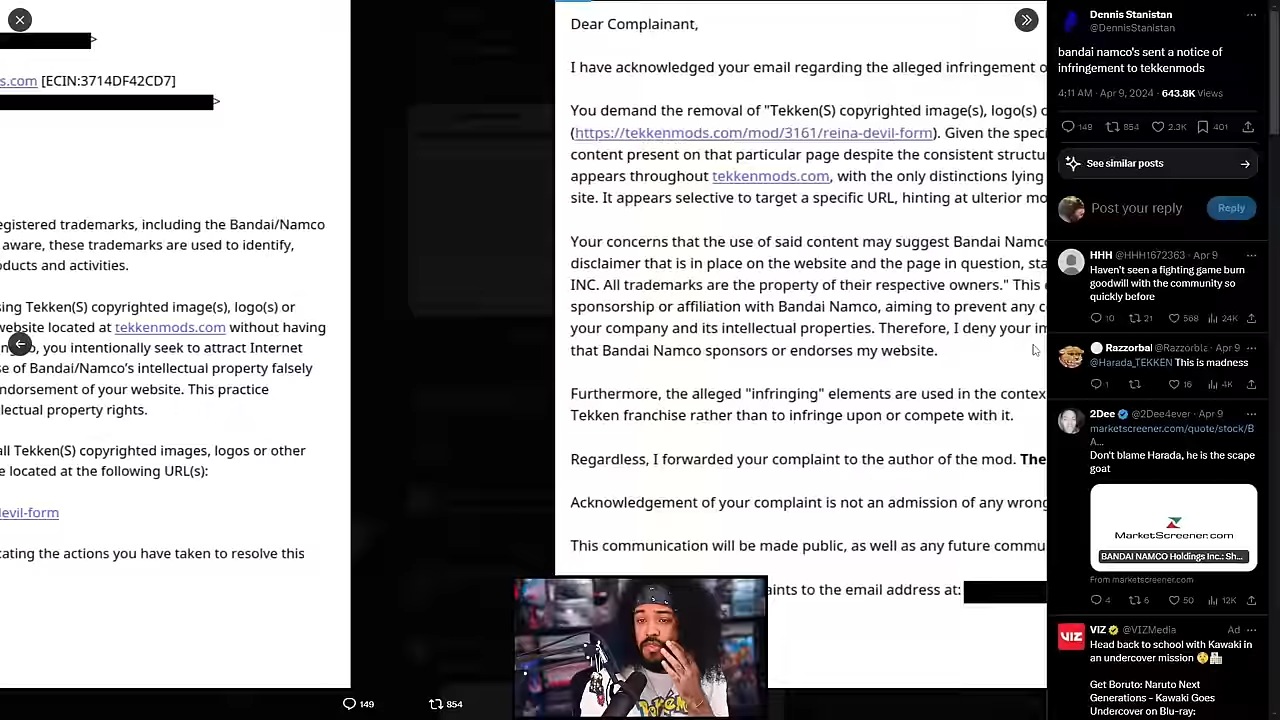 >
s.com [ECIN:3714DF42CD7]
>
egistered trademarks, including the Bandai/Namco
aware, these trademarks are used to identify,
oducts and activities.
sing Tekken(S) copyrighted image(s), logo(s) or
website located at tekkenmods.com without having
o, you intentionally seek to attract Internet
se of Bandai/Namco's intellectual property falsely
endorsement of your website. This practice
llectual property rights.
all Tekken(S) copyrighted images, logos or other
e located at the following URL(s):
devil-form
cating the actions you have taken to resolve this
Dear Complainant,
I have acknowledged your email regarding the alleged infringement o
You demand the removal of "Tekken(S) copyrighted image(s), logo(s) o
(https://tekkenmods.com/mod/3161/reina-devil-form). Given the speci
content present on that particular page despite the consistent structu
appears throughout tekkenmods.com, with the only distinctions lying
site. It appears selective to target a specific URL, hinting at ulterior mo
Your concerns that the use of said content may suggest Bandai Namco
disclaimer that is in place on the website and the page in question, sta
INC. All trademarks are the property of their respective owners." This
sponsorship or affiliation with Bandai Namco, aiming to prevent any c
your company and its intellectual properties. Therefore, I deny your im
that Bandai Namco sponsors or endorses my website.
Furthermore, the alleged "infringing" elements are used in the contex
Tekken franchise rather than to infringe upon or compete with it.
Regardless, I forwarded your complaint to the author of the mod. The
Acknowledgement of your complaint is not an admission of any wrong
This communication will be made public, as well as any future commu
aints to the email address at:
149 854
Dennis Stanistan
@DennisStanistan
bandai namco's sent a notice of
infringement to tekkenmods
4:11 AM · Apr 9, 2024 · 643.8K Views
149 854 2.3K 401
See similar posts
Post your reply Reply
HHH @HHH1672363 · Apr 9
Haven't seen a fighting game burn
goodwill with the community so
quickly before
10 21 568 24K
Razzorbal @Razzorbla · Apr 9
@Harada_TEKKEN This is madness
1 16 4K
2Dee @2Dee4ever · Apr 9
marketscreener.com/quote/stock/B
A...
Don't blame Harada, he is the scape
goat
MarketScreener.com
BANDAI NAMCO Holdings Inc.: Sh...
From marketscreener.com
4 6 50 12K
VIZ @VIZMedia · Ad
Head back to school with Kawaki in
an undercover mission
Get Boruto: Naruto Next
Generations - Kawaki Goes
Undercover on Blu-ray: